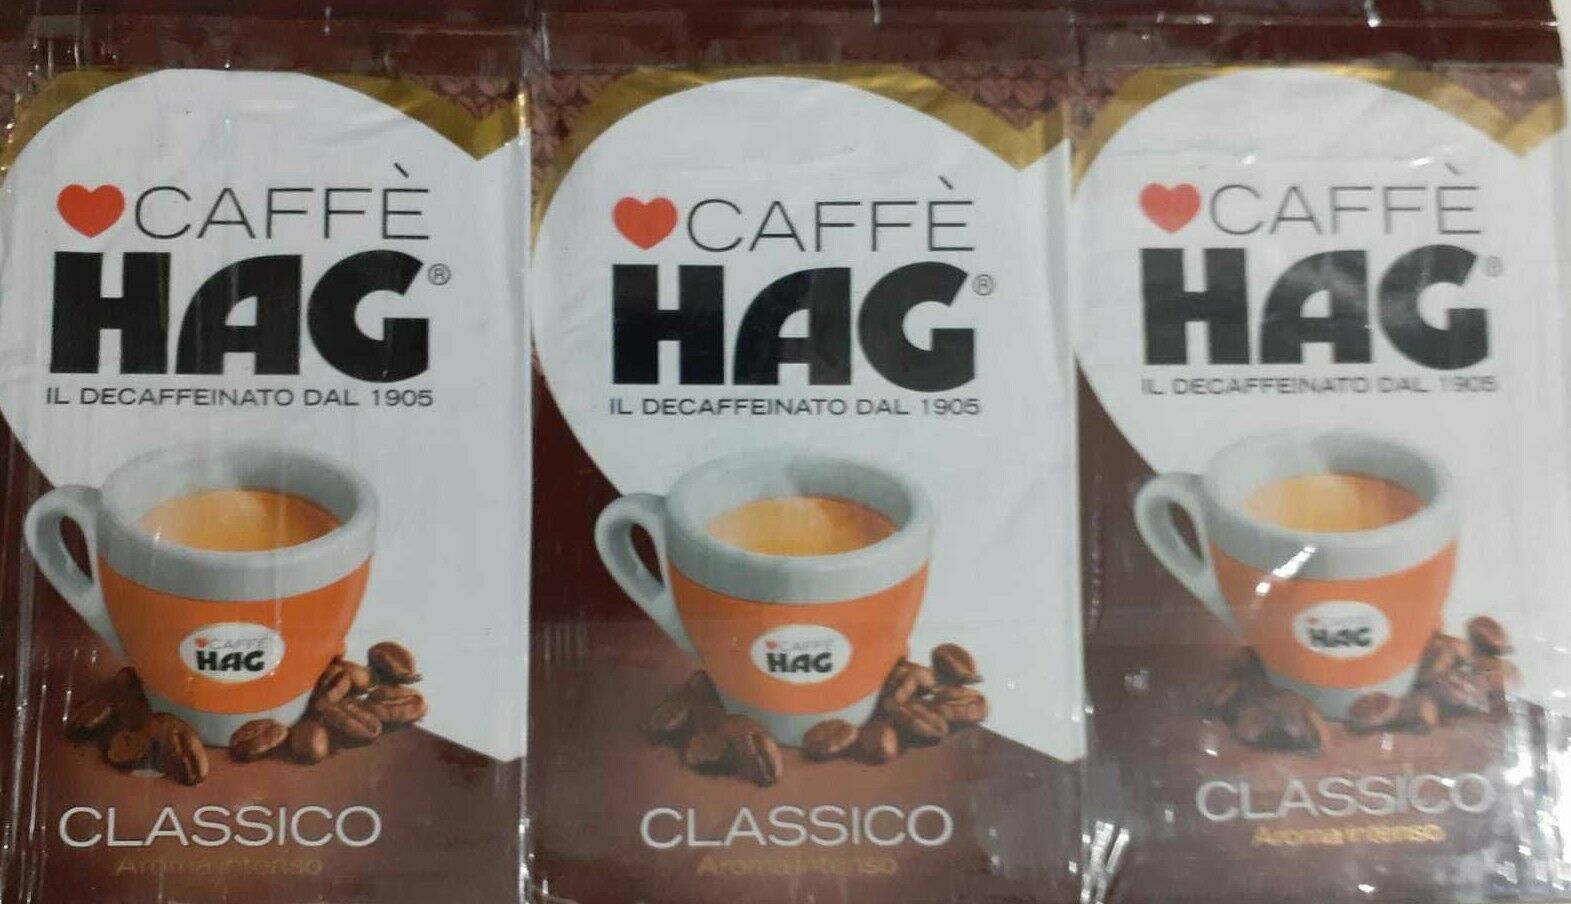 CAFFÈ
HAG®
IL DECAFFEINATO DAL 1905
CAFFÈ
HAG
CLASSICO
Aroma intenso
CAFFÈ
HAG®
IL DECAFFEINATO DAL 1905
CAFFÈ
HAG
CLASSICO
Aroma intenso
CAFFÈ
HAG®
IL DECAFFEINATO DAL 1905
CAFFÈ
HAG
CLASSICO
Aroma intenso